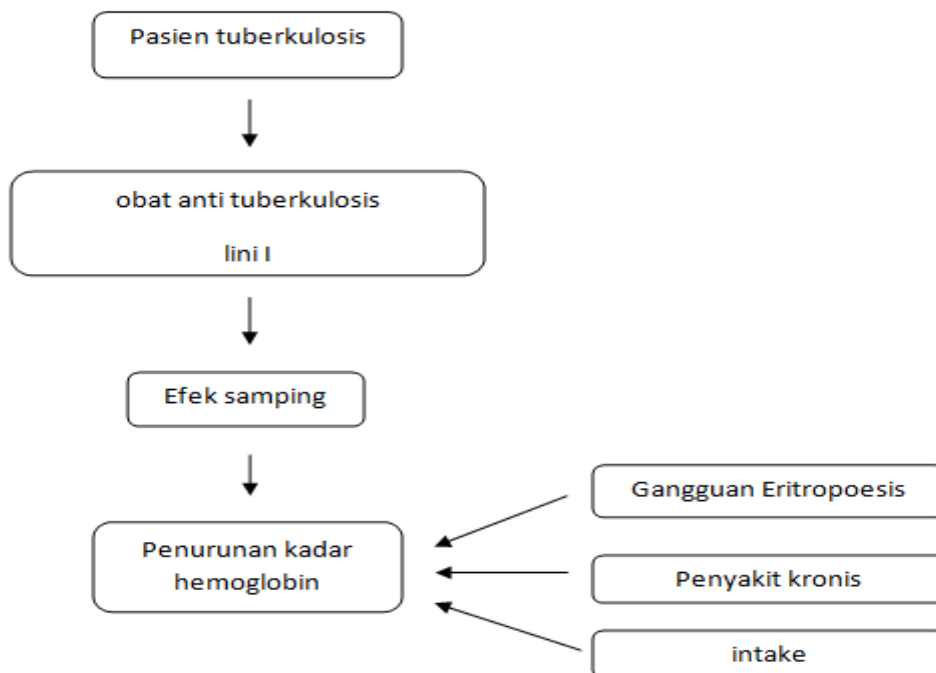 Pasien tuberkulosis
obat anti tuberkulosis
lini I
Efek samping
Penurunan kadar
hemoglobin
Gangguan Eritropoesis
Penyakit kronis
intake